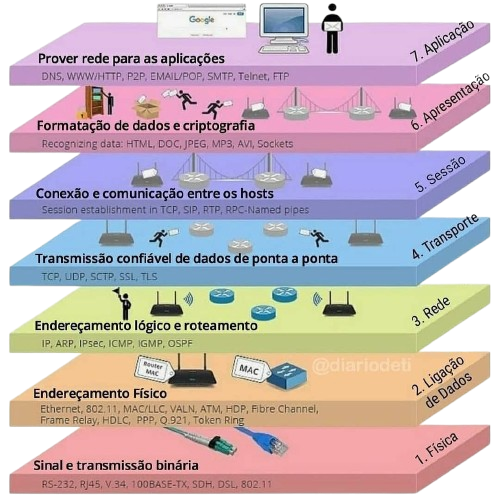 Google
Prover rede para as aplicações
DNS, WWW/HTTP, P2P, EMAIL/POP, SMTP, Telnet, FTP
7. Aplicação
Formatação de dados e criptografia
Recognizing data: HTML, DOC, JPEG, MP3, AVI, Sockets
6. Apresentação
Conexão e comunicação entre os hosts
Session establishment in TCP, SIP, RTP, RPC-Named pipes
5. Sessão
Transmissão confiável de dados de ponta a ponta
TCP, UDP, SCTP, SSL, TLS
4. Transporte
Endereçamento lógico e roteamento
IP, ARP, IPsec, ICMP, IGMP, OSPF
3. Rede
@diariodeti
Router
MAC
MAC
Endereçamento Físico
Ethernet, 802.11, MAC/LLC, VALN, ATM, HDP, Fibre Channel,
Frame Relay, HDLC, PPP, Q.921, Token Ring
2. Ligação
de Dados
Sinal e transmissão binária
RS-232, RJ45, V.34, 100BASE-TX, SDH, DSL, 802.11
1. Física